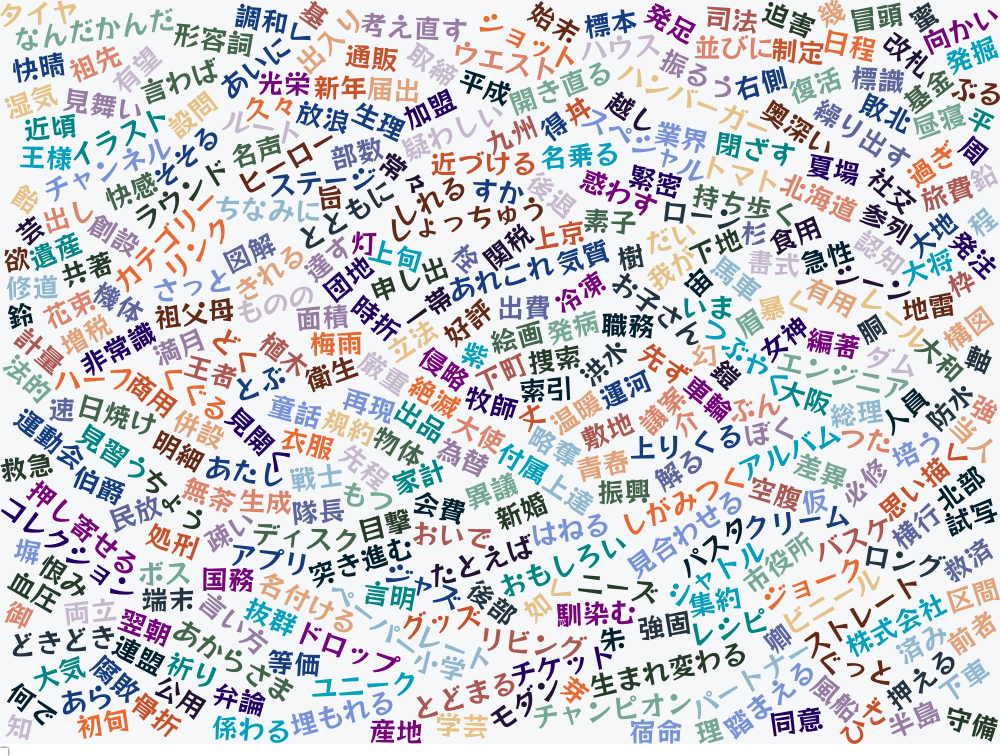 タイヤ
なんだかんだ
形容詞
調和し
基
出入り
考え直す
ショット
始末
標本
発足
司法
迫害
幾
冒頭
蜜
向かい
快晴
祖先
有望
言わば
あいに
通販
取締
ウエスト
ハウス
並びに
制定
日程
改札
発掘
湿気
見舞い
設問
光栄
新年
届出
平成
開き直る
ハンバーガー
振るう
右側
復活
標識
基金
ぶる
近頃
イラスト
久々
放浪
生理
加盟
疑わしい
九州
得
丼
越し
業界
奥深い
繰り出す
敗北
昼寝
平
王様
チャンネル
そそる
ルート
名声
ヒーロー
部数
常々
近づける
名乗る
スペシャル
閉ざす
夏場
過ぎ
周
飴
快感
ラウンド
ステージ
旨
しれる
すか
後退
惑わす
緊密
トマト
北海道
社交
旅費
鉛
芸
出し
創設
カテゴリー
ちなみに
とともに
しょっちゅう
素子
ローン
持ち歩く
参列
太地
程
欲
遺産
共著
リンク
図解
達す
灯
上旬
杖
関税
上京
樹
だい
下地
杉
食用
認知
大将
発注
修道
花束
機体
さっと
きれる
団地
申し出
あれこれ
気質
我が
宙
馬車
書式
急性
シーン
枠
鈴
増税
祖父母
ものの
面積
時折
一帯
好評
出費
冷凍
お子さん
いま
眉
暴く
有用
ルール
地雷
構図
計量
非常識
満月
どく
植木
梅雨
立法
絵画
発病
職務
つぶやく
女神
編著
胴
大和
軸
法的
ハーフ
商用
くぐる
王者
とぶ
衛生
厳重
侵略
紫
下町
捜索
洪水
先ず
幻
鎧
エンジニア
ダム
速
日焼け
併設
見開く
童話
再現
絶滅
牧師
索引
丈
温暖
運河
議案
車輪
ぶん
大阪
総理
人員
防水
強
運動会
見習う
明細
あたし
衣服
規約
物体
出品
大使
略奪
敷地
介
上り
くる
ぼく
アルバム
つた
培う
些
救急
伯爵
うちょう
無茶
生成
戦士
先程
為替
付属
青春
解る
差異
必修
思い描く
イ
押し寄せる
民放
隊長
もつ
家計
異議
上達
振興
しがみつく
空腹
仮
北部
コレクション
処刑
疎い
ディスク
目撃
会費
新婚
はねる
見合わせる
パスタ
クリーム
バスケ
横行
試写
堀
恨み
ボス
アプリ
突き進む
おいで
たとえば
おもしろい
シャトル
市役所
ロング
救済
血圧
両立
端末
国務
名付ける
ジャズ
言明
後部
如く
ニーズ
集約
ジョーク
ビニール
区間
御
どきどき
翌朝
言い方
抜群
ペーパー
グッズ
馴染む
強固
レシピ
卿
ストレート
株式会社
前者
大気
連盟
祈り
あからさま
ドロップ
等価
レート
小学
リビング
チケット
朱
生まれ変わる
パートナー
ぐっと
済み
下車
何で
あら
腐敗
骨折
公用
弁論
ユニーク
とどまる
モダン
芽
チャンピオン
踏まえる
風船
押える
知
初旬
係わる
埋もれる
産地
学芸
宿命
理
同意
ひざ
半島
守備